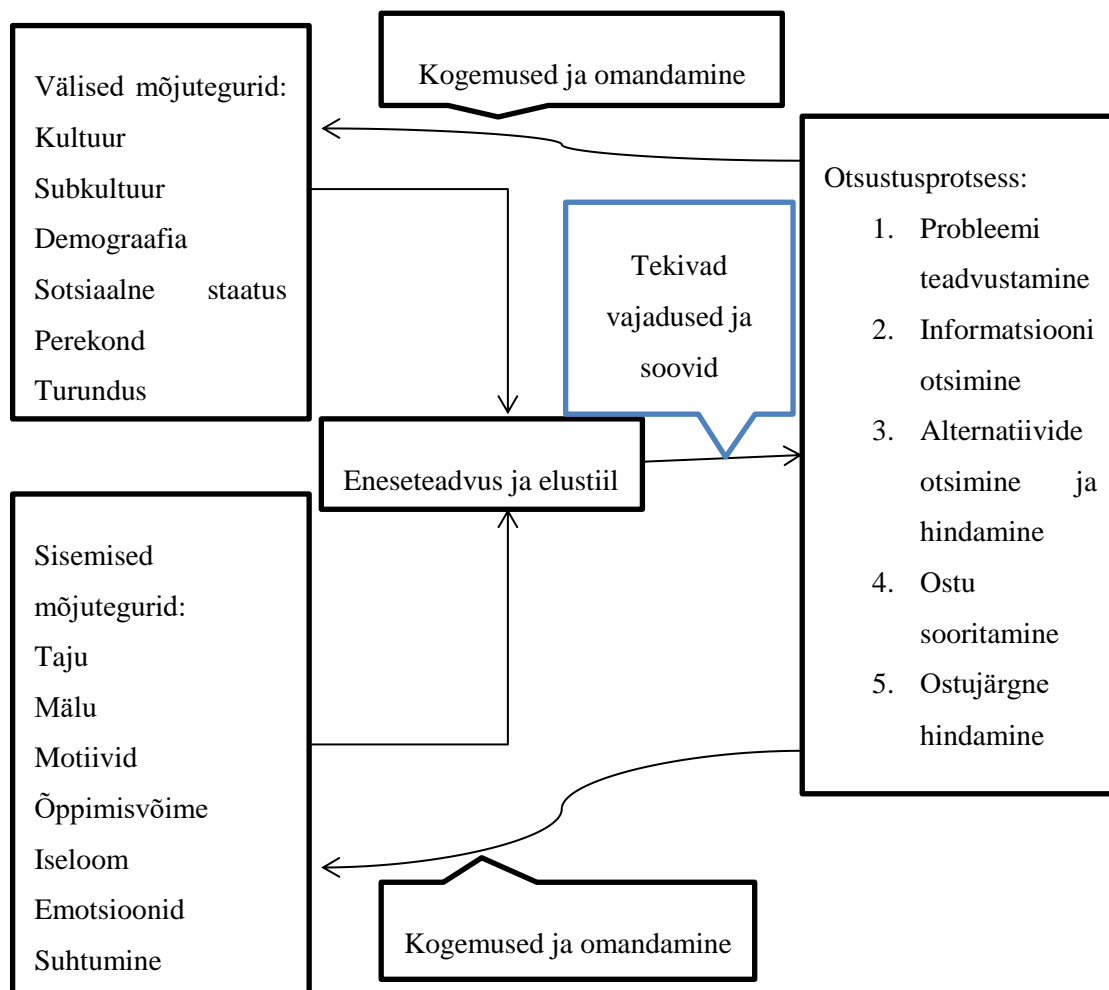 Välised mõjutegurid:
Kultuur
Subkultuur
Demograafia
Sotsiaalne staatus
Perekond
Turundus
Kogemused ja omandamine
Tekivad
vajadused ja
soovid
Eneseteadvus ja elustiil
Otsustusprotsess:
1. Probleemi
teadvustamine
2. Informatsiooni
otsimine
3. Alternatiivide
otsimine ja
hindamine
4. Ostu
sooritamine
5. Ostujärgne
hindamine
Sisemised
mõjutegurid:
Taju
Mälu
Motiivid
Õppimisvõime
Iseloom
Emotsioonid
Suhtumine
Kogemused ja omandamine